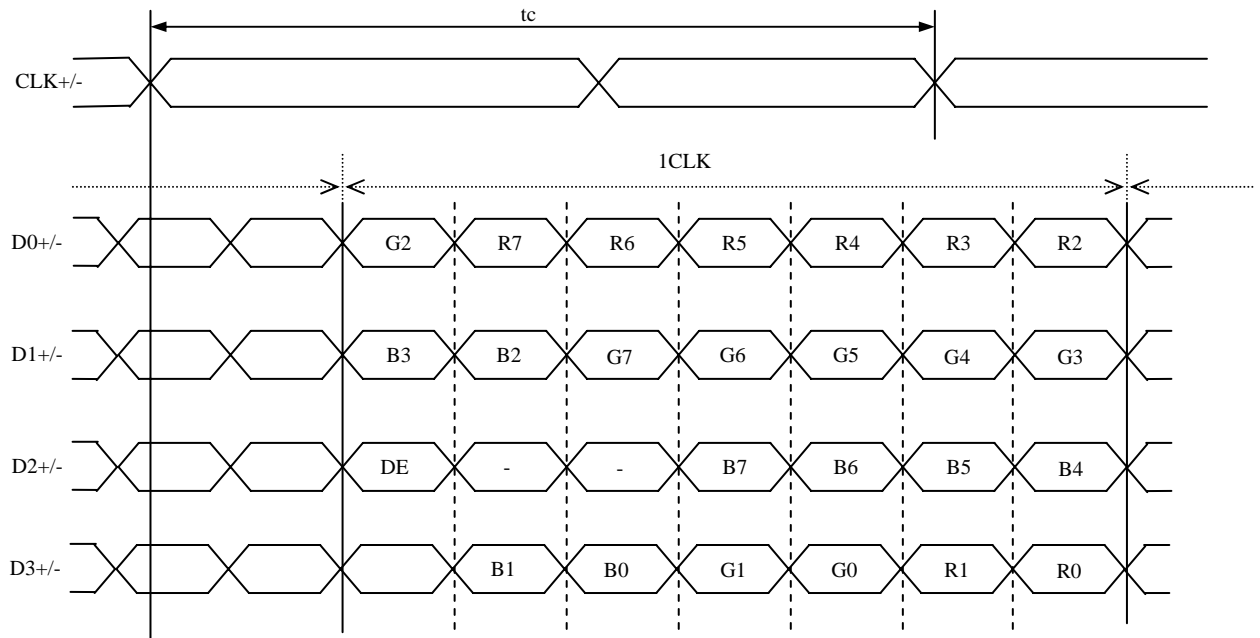 tc
CLK+/-
1CLK
D0+/- G2 R7 R6 R5 R4 R3 R2
D1+/- B3 B2 G7 G6 G5 G4 G3
D2+/- DE - - B7 B6 B5 B4
D3+/- B1 B0 G1 G0 R1 R0